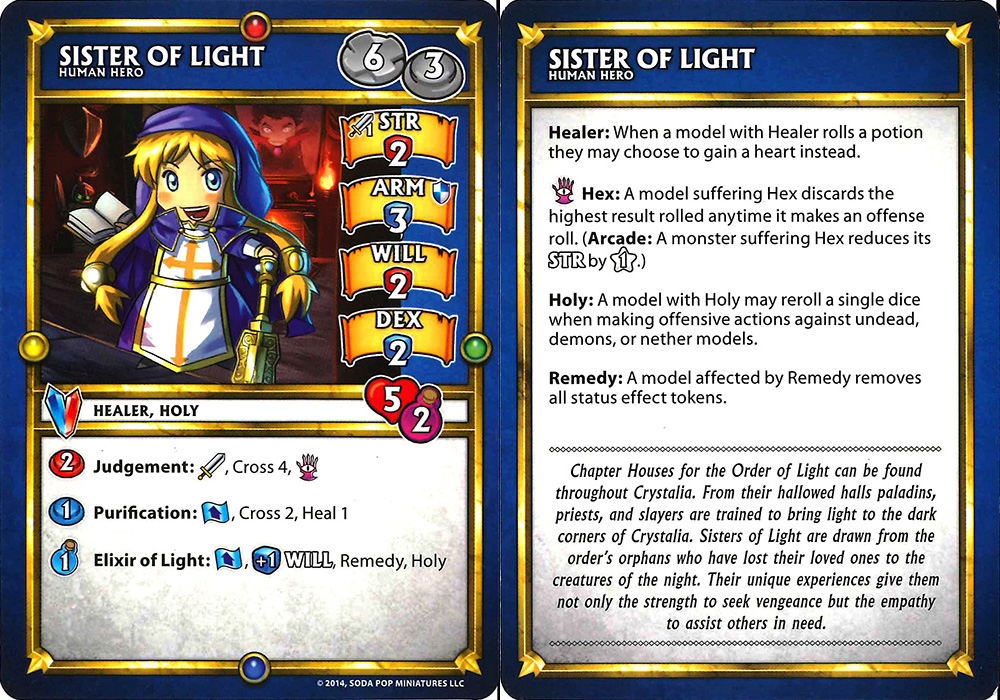 SISTER OF LIGHT
HUMAN HERO
6
3
STR
1
2
ARM
3
WILL
2
DEX
2
HEALER, HOLY
5
2
2 Judgement: , Cross 4,
1 Purification: , Cross 2, Heal 1
1 Elixir of Light: , +1 WILL, Remedy, Holy
© 2014, SODA POP MINIATURES LLC
SISTER OF LIGHT
HUMAN HERO
Healer: When a model with Healer rolls a potion
they may choose to gain a heart instead.
Hex: A model suffering Hex discards the
highest result rolled anytime it makes an offense
roll. (Arcade: A monster suffering Hex reduces its
STR by 1.)
Holy: A model with Holy may reroll a single dice
when making offensive actions against undead,
demons, or nether models.
Remedy: A model affected by Remedy removes
all status effect tokens.
Chapter Houses for the Order of Light can be found
throughout Crystalia. From their hallowed halls paladins,
priests, and slayers are trained to bring light to the dark
corners of Crystalia. Sisters of Light are drawn from the
order's orphans who have lost their loved ones to the
creatures of the night. Their unique experiences give them
not only the strength to seek vengeance but the empathy
to assist others in need.